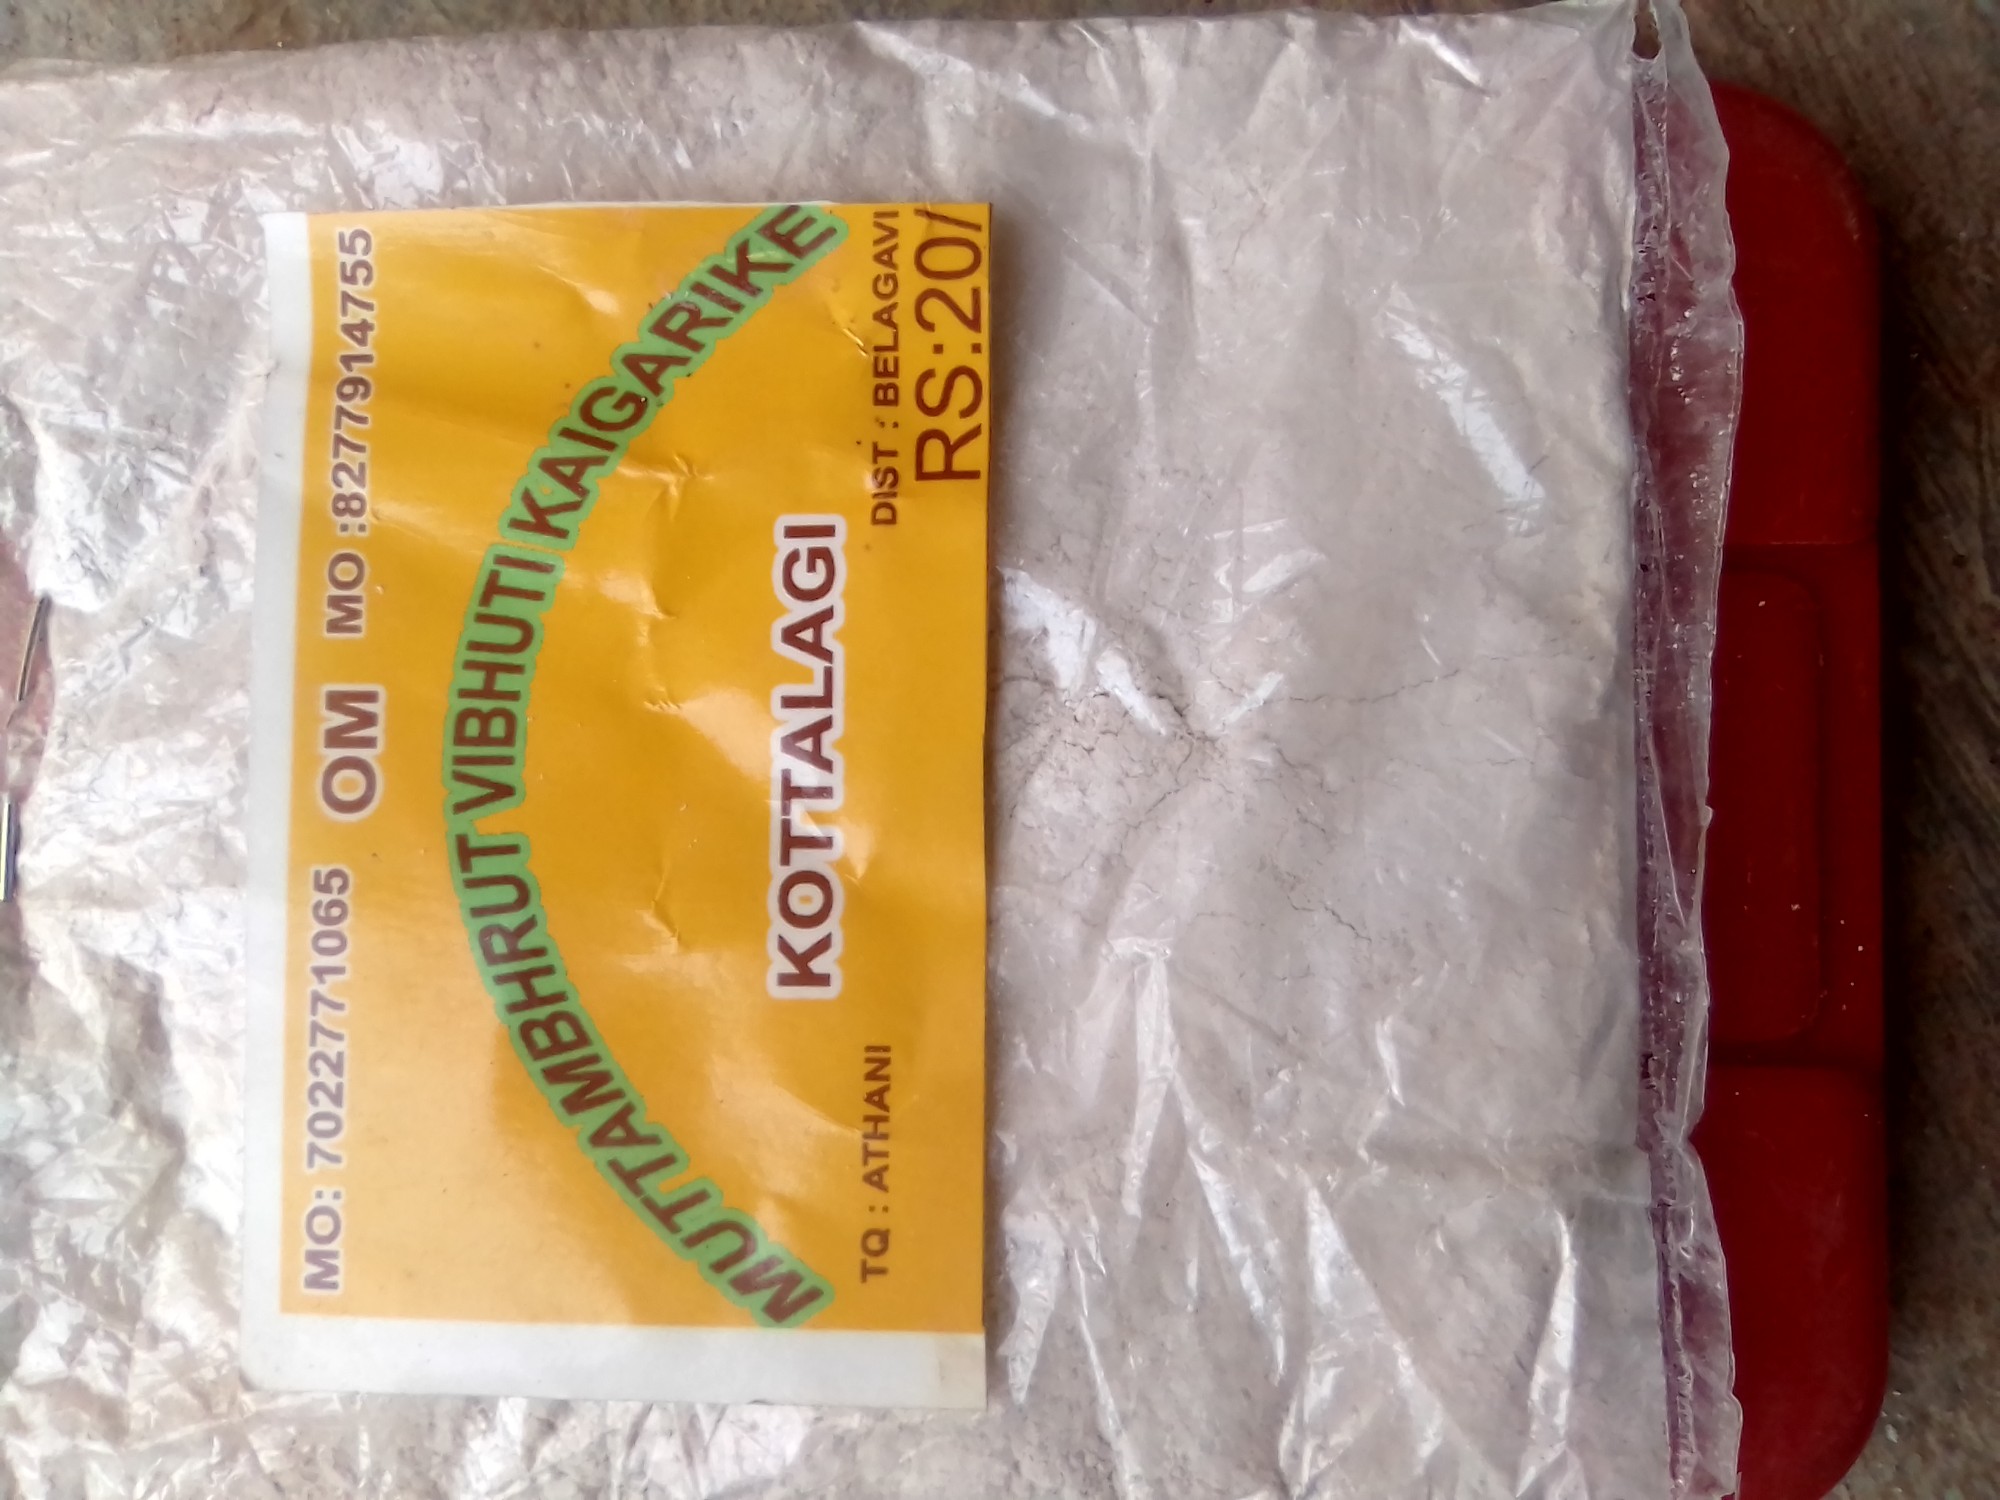 MO: 7022771065 OM MO :8277914755
MUTTAMBHRUT VIBHUTI KAIGARIKE
KOTTALAGI
TQ : ATHANI DIST : BELAGAVI
RS:20/